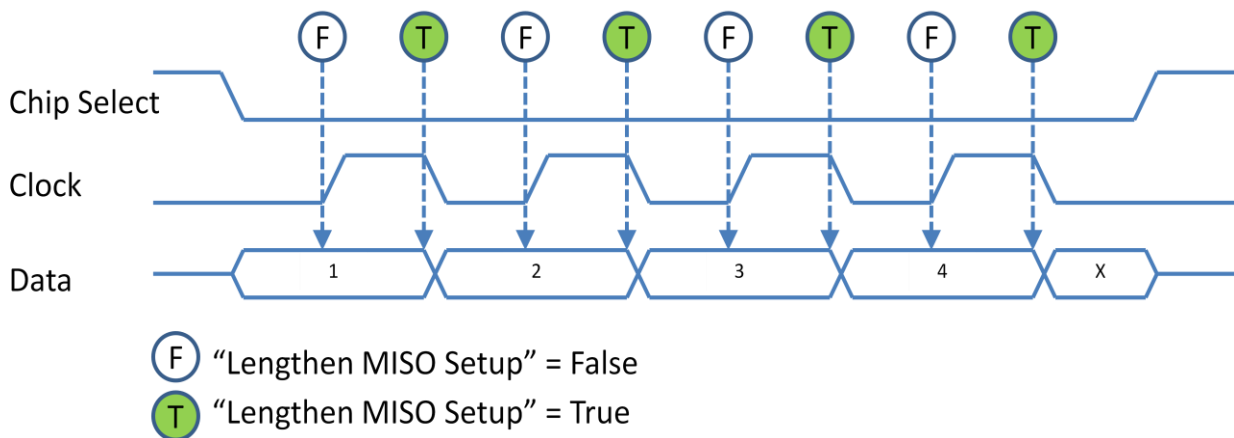 F T F T F T F T
Chip Select
Clock
Data 1 2 3 4 X
F "Lengthen MISO Setup" = False
T "Lengthen MISO Setup" = True